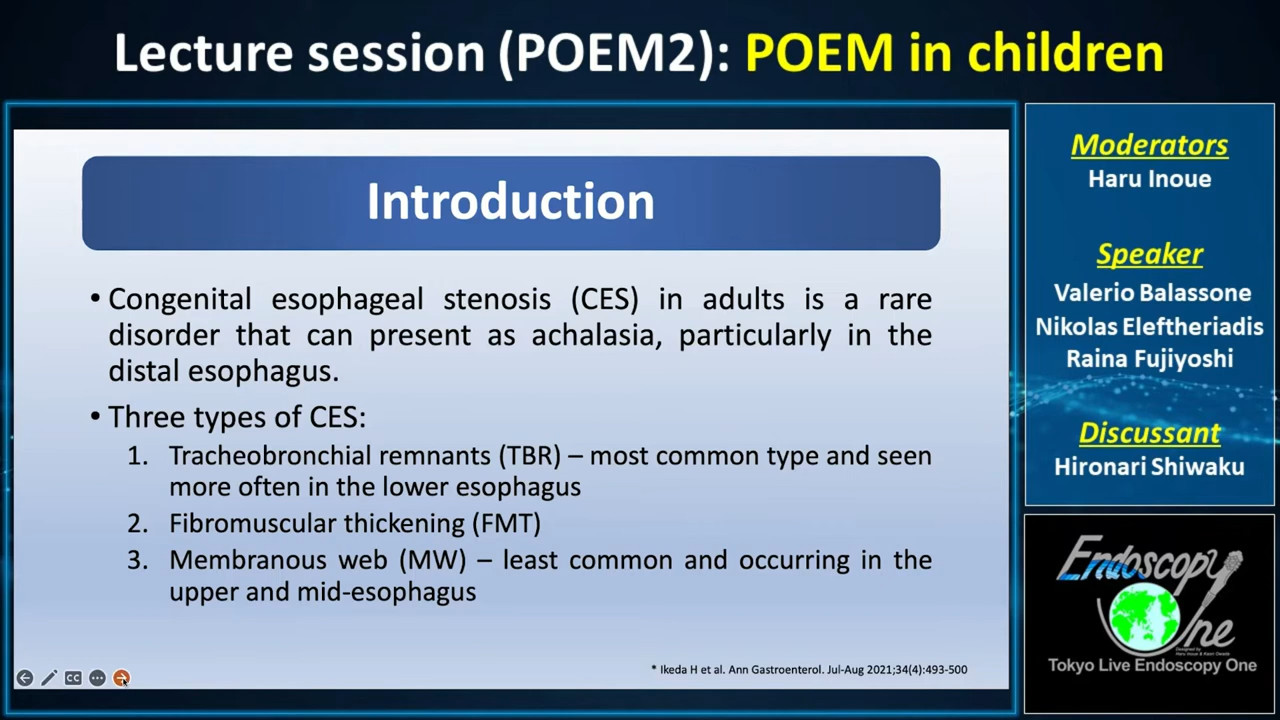 Lecture session (POEM2): POEM in children
Introduction
• Congenital esophageal stenosis (CES) in adults is a rare
disorder that can present as achalasia, particularly in the
distal esophagus.
• Three types of CES:
1. Tracheobronchial remnants (TBR) – most common type and seen
more often in the lower esophagus
2. Fibromuscular thickening (FMT)
3. Membranous web (MW) – least common and occurring in the
upper and mid-esophagus
* Ikeda H et al. Ann Gastroenterol. Jul-Aug 2021;34(4):493-500
CC
Moderators
Haru Inoue
Speaker
Valerio Balassone
Nikolas Eleftheriadis
Raina Fujiyoshi
Discussant
Hironari Shiwaku
Endoscopy
One
Tokyo Live Endoscopy One